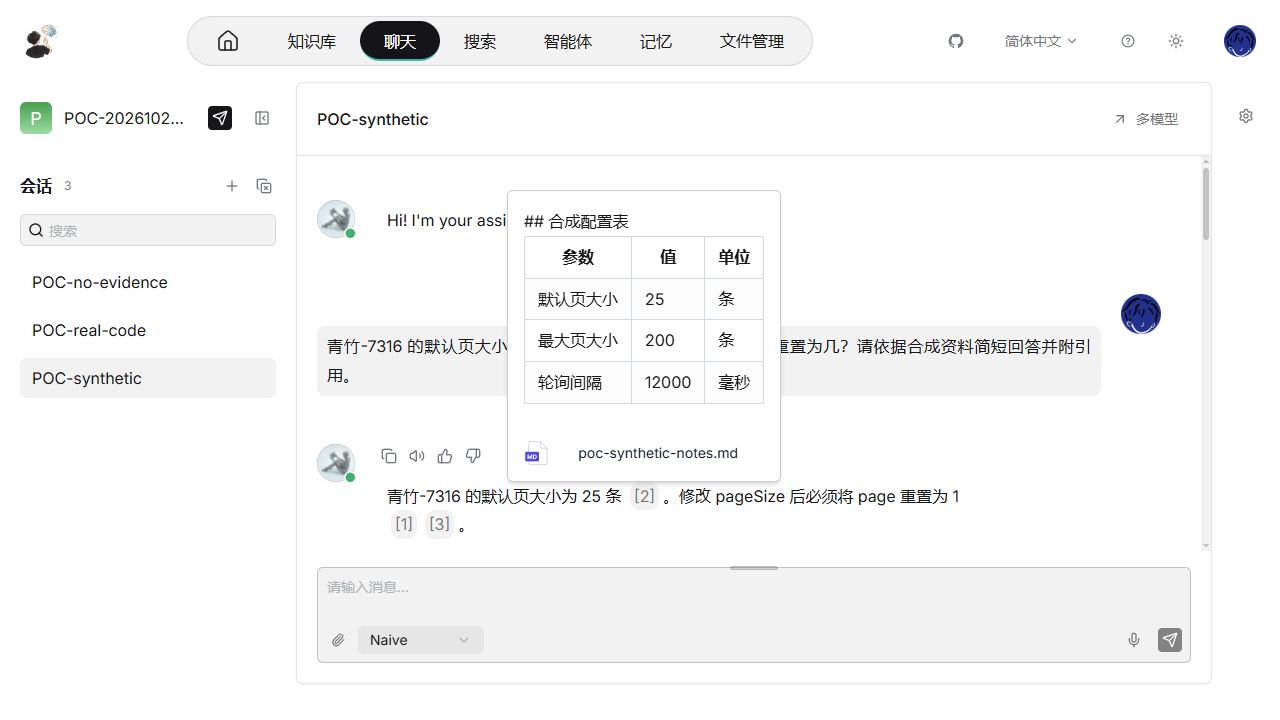 知识库
聊天
搜索
智能体
记忆
文件管理
简体中文
P
POC-2026102...
会话 3
搜索
POC-no-evidence
POC-real-code
POC-synthetic
POC-synthetic
多模型
Hi! I'm your assi
青竹-7316 的默认页大小
重置为几？请依据合成资料简短回答并附引
用。
## 合成配置表
参数 值 单位
默认页大小 25 条
最大页大小 200 条
轮询间隔 12000 毫秒
MD
poc-synthetic-notes.md
青竹-7316 的默认页大小为 25 条 [2] 。修改 pageSize 后必须将 page 重置为 1
[1] [3] 。
请输入消息...
Naive